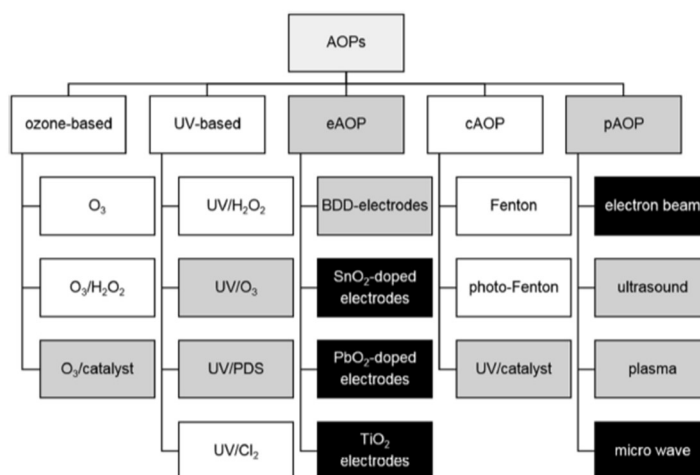 AOPs
ozone-based
UV-based
eAOP
cAOP
pAOP
O₃
UV/H₂O₂
BDD-electrodes
Fenton
electron beam
O₃/H₂O₂
UV/O₃
SnO₂-doped
electrodes
photo-Fenton
ultrasound
O₃/catalyst
UV/PDS
PbO₂-doped
electrodes
UV/catalyst
plasma
UV/Cl₂
TiO₂
electrodes
micro wave